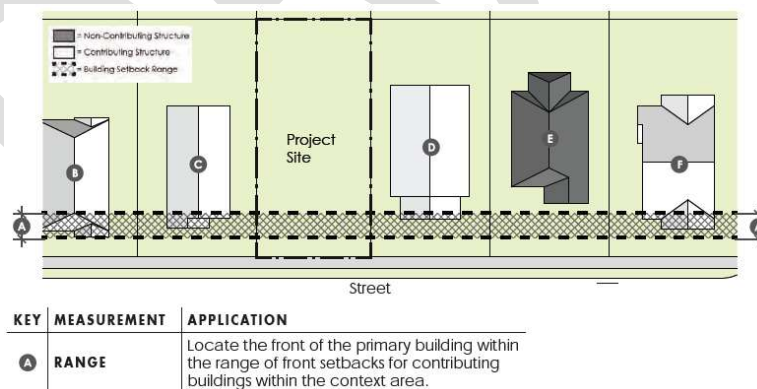 = Non-Contributing Structure
= Contributing Structure
= Building Setback Range
Project
Site
B
C
D
E
F
A
A
Street
KEY MEASUREMENT APPLICATION
A RANGE
Locate the front of the primary building within
the range of front setbacks for contributing
buildings within the context area.